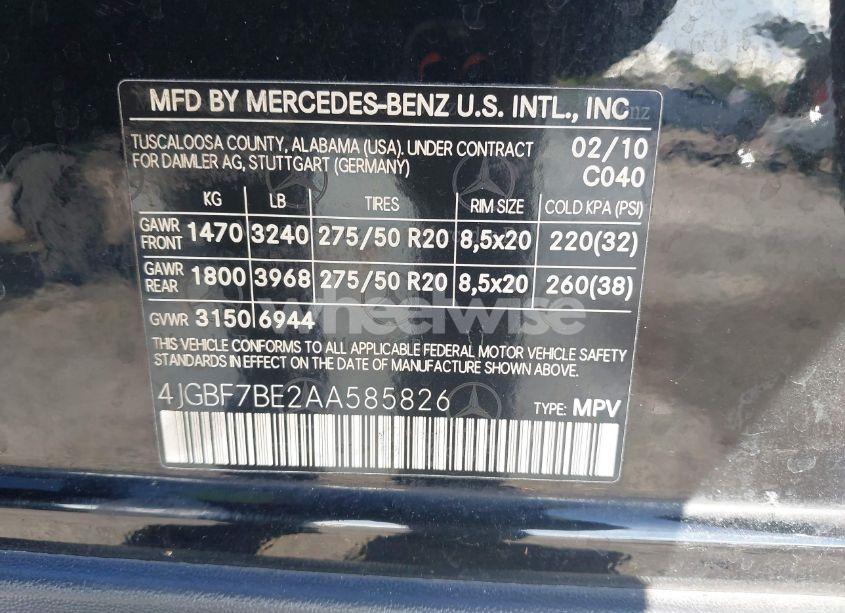 MFD BY MERCEDES-BENZ U.S. INTL., INC
TUSCALOOSA COUNTY, ALABAMA (USA), UNDER CONTRACT
FOR DAIMLER AG, STUTTGART (GERMANY)
02/10
C040
KG LB TIRES RIM SIZE COLD KPA (PSI)
GAWR FRONT 1470 3240 275/50 R20 8,5x20 220(32)
GAWR REAR 1800 3968 275/50 R20 8,5x20 260(38)
GVWR 3150 6944
wheelwise
THIS VEHICLE CONFORMS TO ALL APPLICABLE FEDERAL MOTOR VEHICLE SAFETY
STANDARDS IN EFFECT ON THE DATE OF MANUFACTURE SHOWN ABOVE.
4JGBF7BE2AA585826
TYPE: MPV